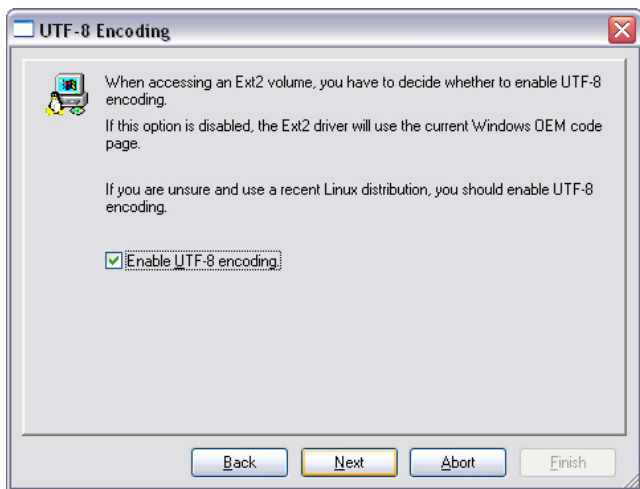 UTF-8 Encoding
When accessing an Ext2 volume, you have to decide whether to enable UTF-8
encoding.
If this option is disabled, the Ext2 driver will use the current Windows OEM code
page.
If you are unsure and use a recent Linux distribution, you should enable UTF-8
encoding.
Enable UTF-8 encoding.
Back Next Abort Finish